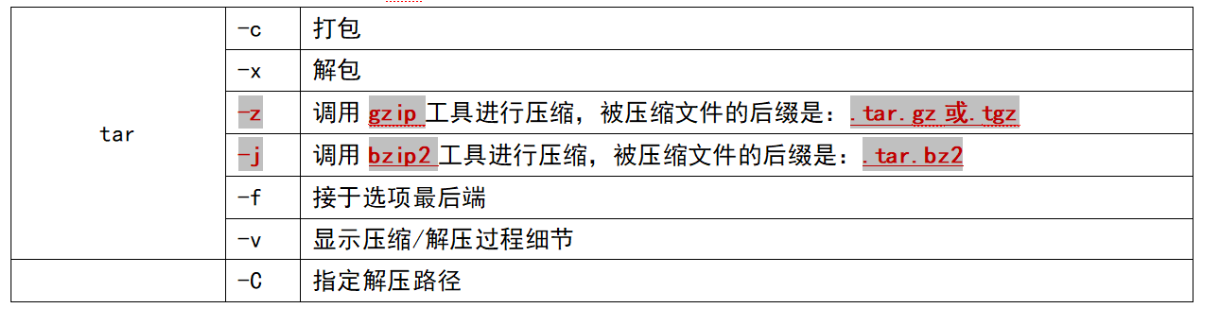 -c 打包
-x 解包
-z 调用 gzip 工具进行压缩，被压缩文件的后缀是：.tar.gz 或.tgz
tar
-j 调用 bzip2 工具进行压缩，被压缩文件的后缀是：.tar.bz2
-f 接于选项最后端
-v 显示压缩/解压过程细节
-C 指定解压路径